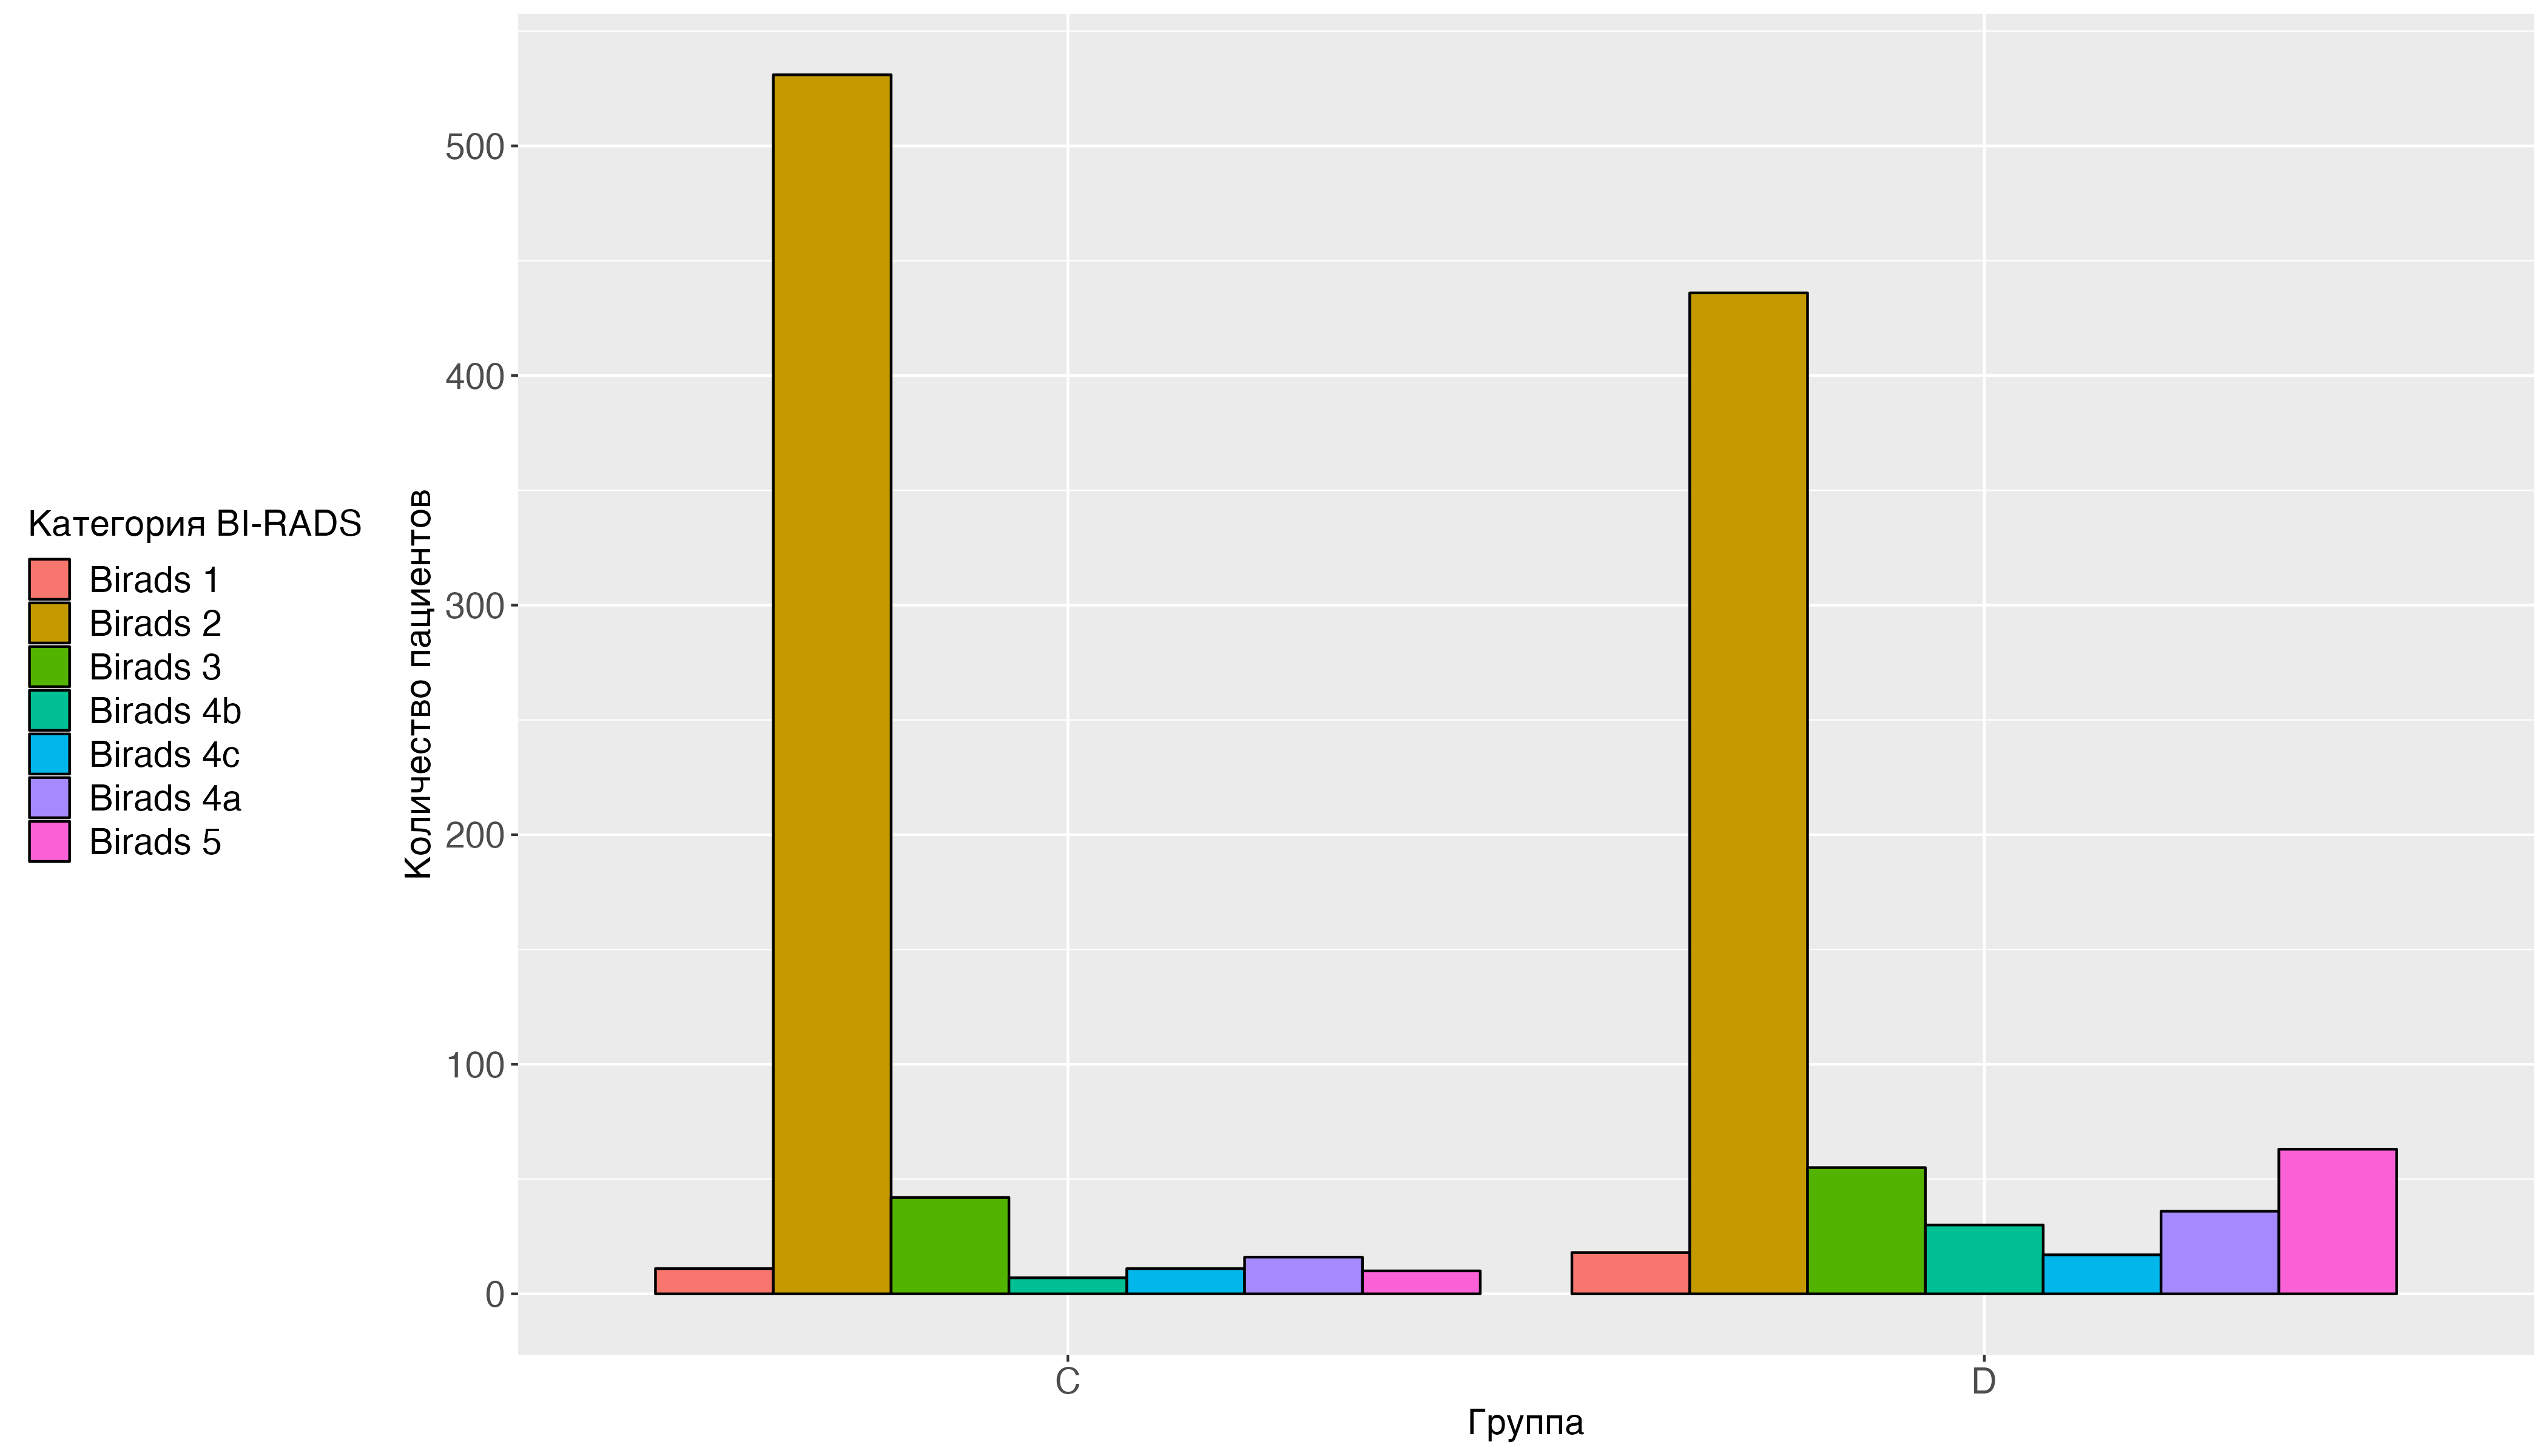 Категория BI-RADS
Birads 1
Birads 2
Birads 3
Birads 4b
Birads 4c
Birads 4a
Birads 5
Количество пациентов
500
400
300
200
100
0
C
D
Группа